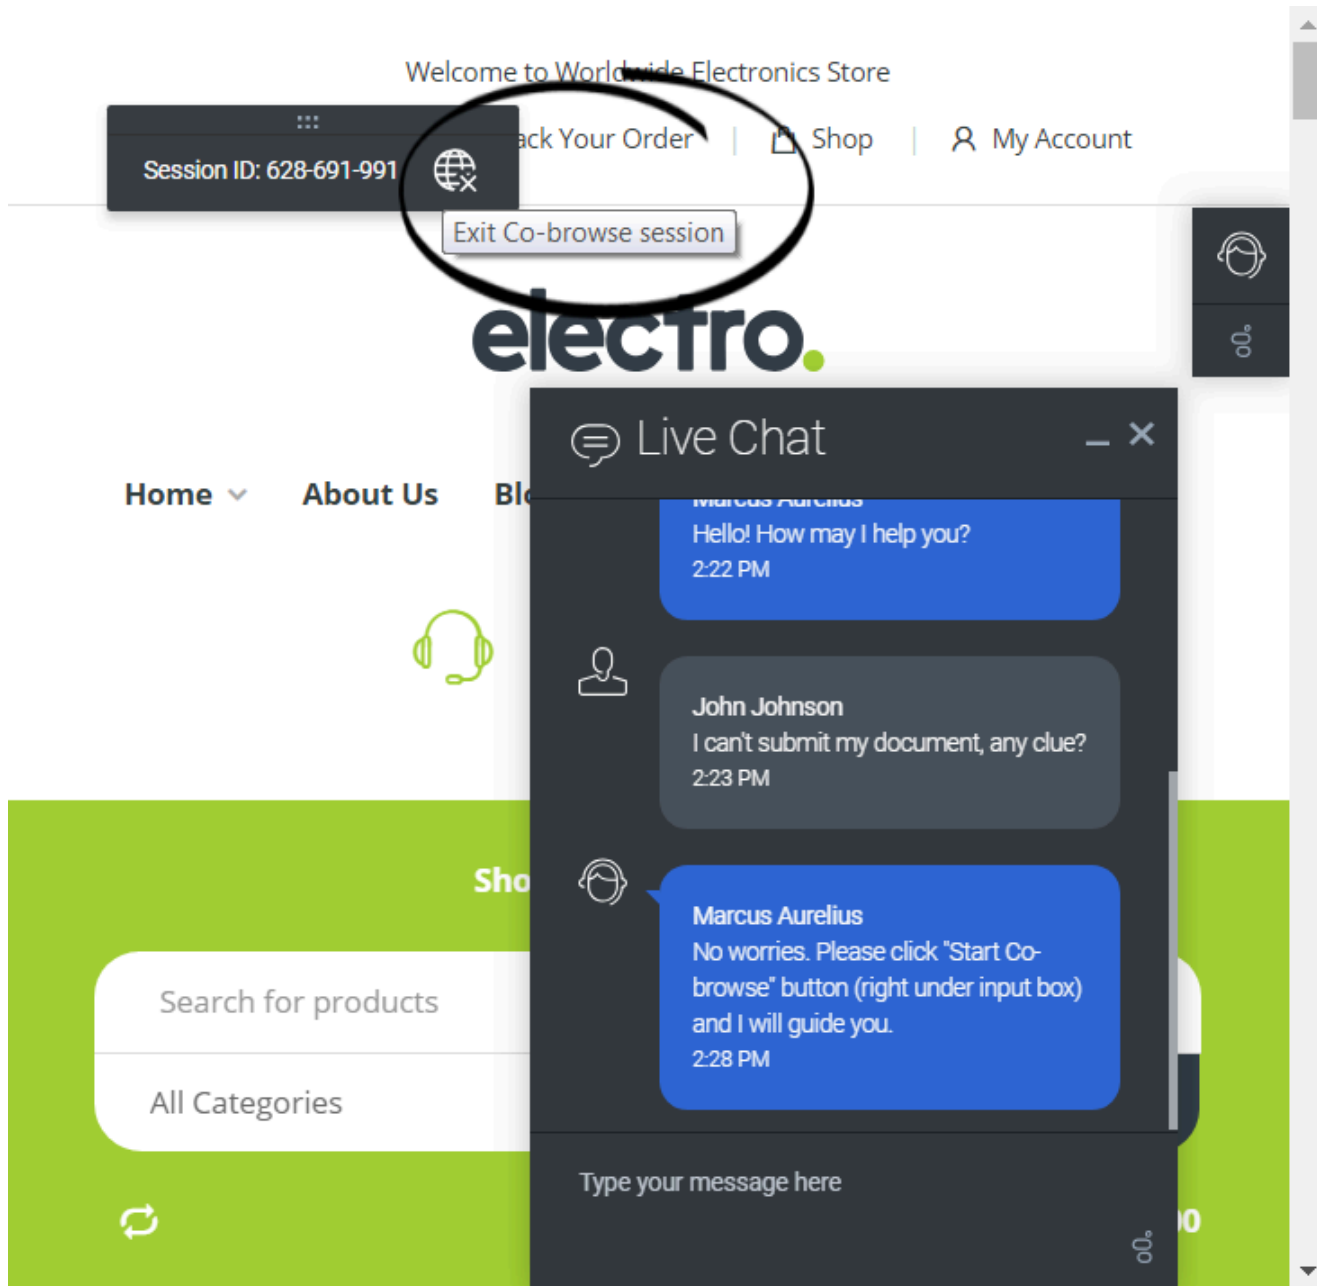 Welcome to Worldwide Electronics Store
Session ID: 628-691-991
Your Order
Shop
My Account
Exit Co-browse session
electro.
Home
About Us
Live Chat
Marcus Aurelius
Hello! How may I help you?
2:22 PM
John Johnson
I can't submit my document, any clue?
2:23 PM
Marcus Aurelius
No worries. Please click "Start Co-
browse" button (right under input box)
and I will guide you.
2:28 PM
Search for products
All Categories
Type your message here